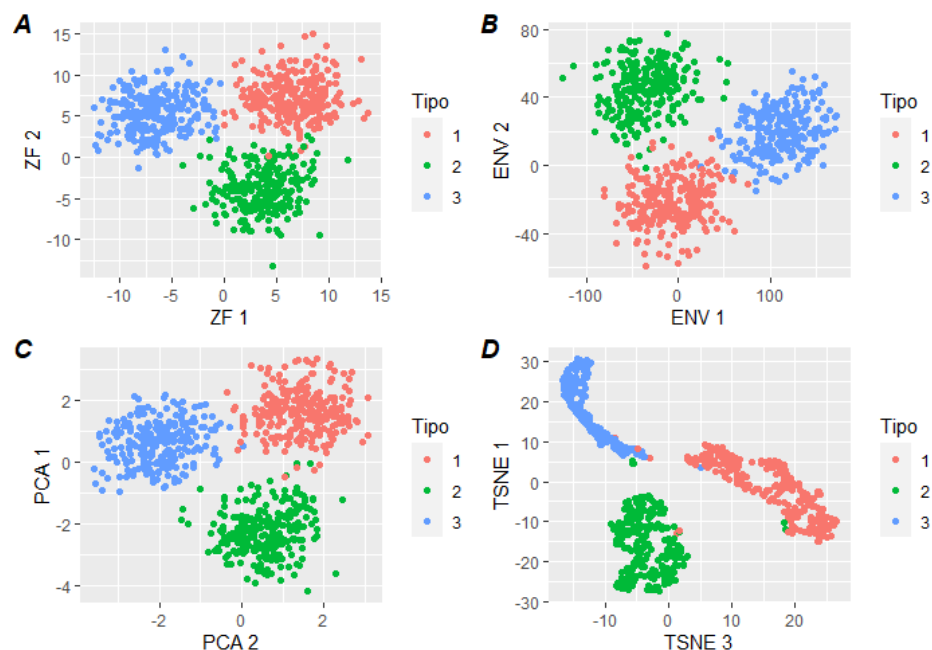 A
15
10
5
0
-5
-10
ZF 2
-10 -5 0 5 10 15
ZF 1
Tipo
1
2
3
B
80
40
0
-40
ENV 2
-100 0 100
ENV 1
Tipo
1
2
3
C
2
0
-2
-4
PCA 1
-2 0 2
PCA 2
Tipo
1
2
3
D
30
20
10
0
-10
-20
-30
TSNE 1
-10 0 10 20
TSNE 3
Tipo
1
2
3